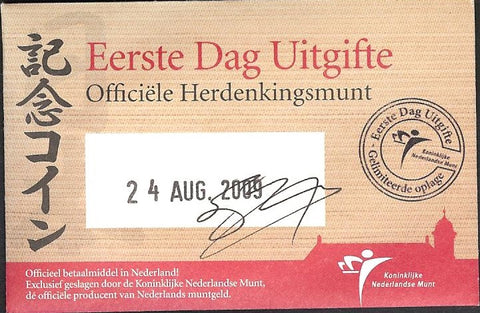 記念コイン
Eerste Dag Uitgifte
Officiële Herdenkingsmunt
Eerste Dag Uitgifte
Koninklijke
Nederlandse Munt
Gelimiteerde oplage
24 AUG. 2009
Officieel betaalmiddel in Nederland!
Exclusief geslagen door de Koninklijke Nederlandse Munt,
dé officiële producent van Nederlands muntgeld.
Koninklijke
Nederlandse Munt